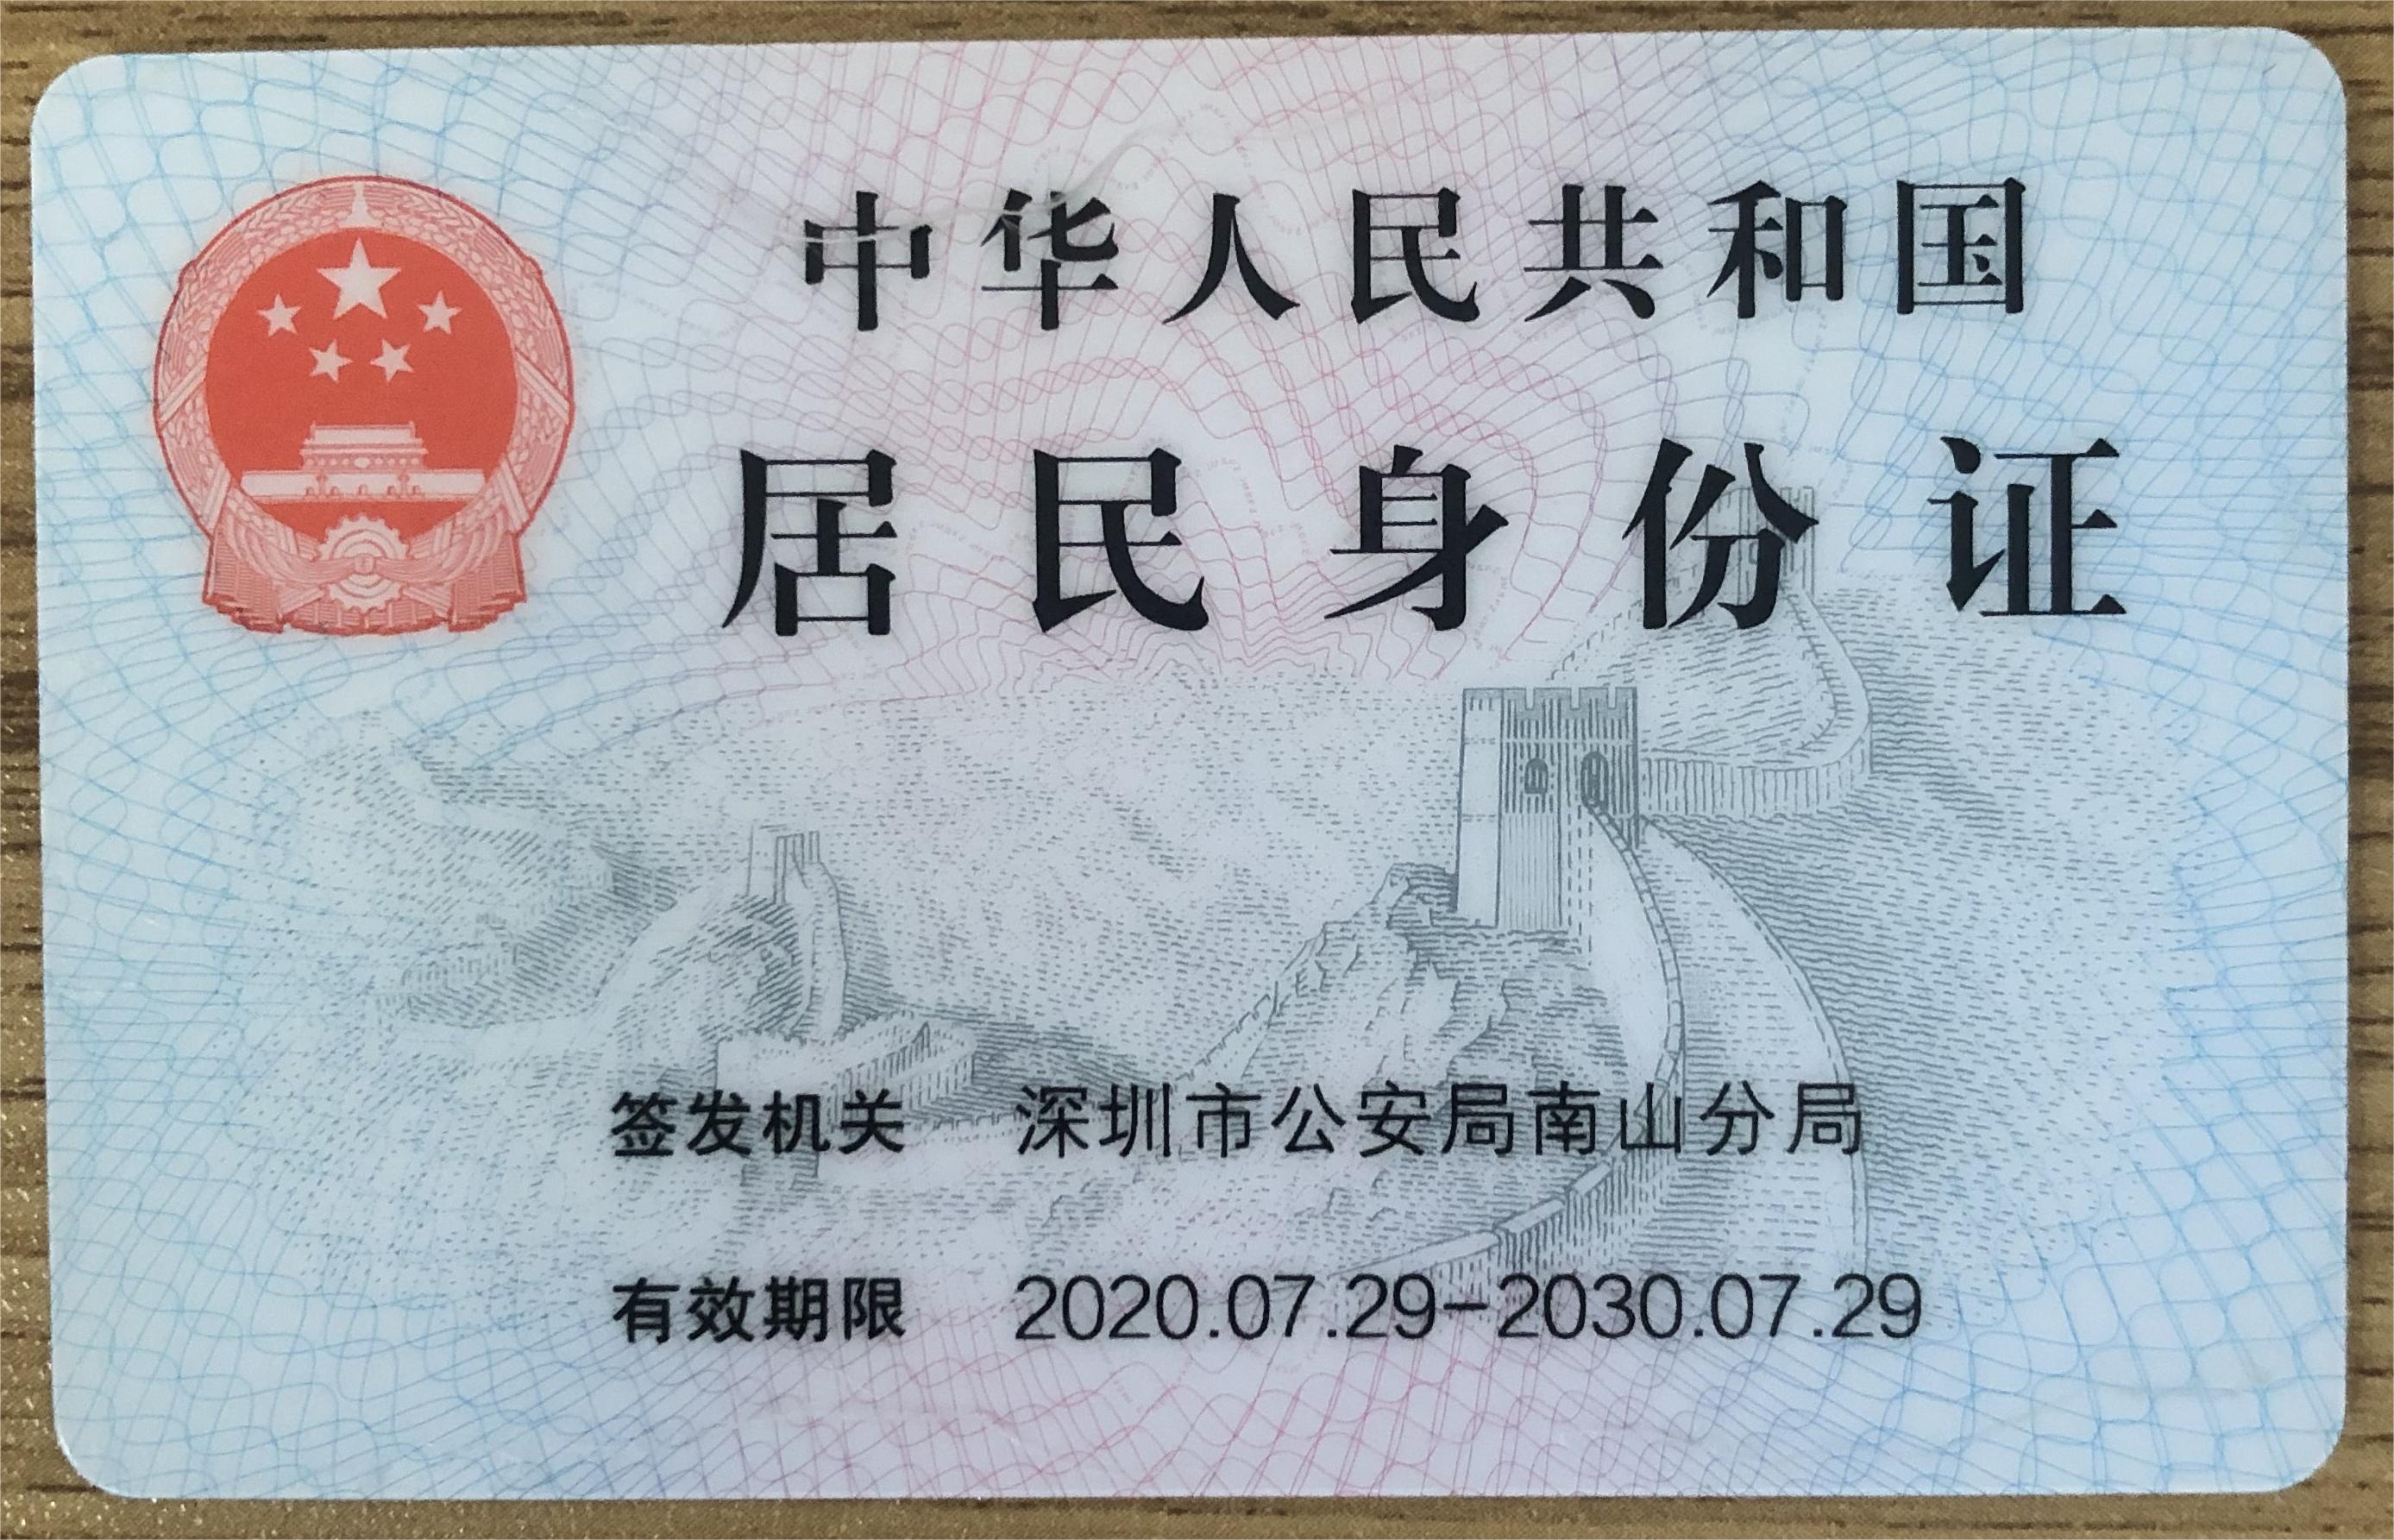 中华人民共和国
居民身份证
签发机关 深圳市公安局南山分局
有效期限 2020.07.29-2030.07.29